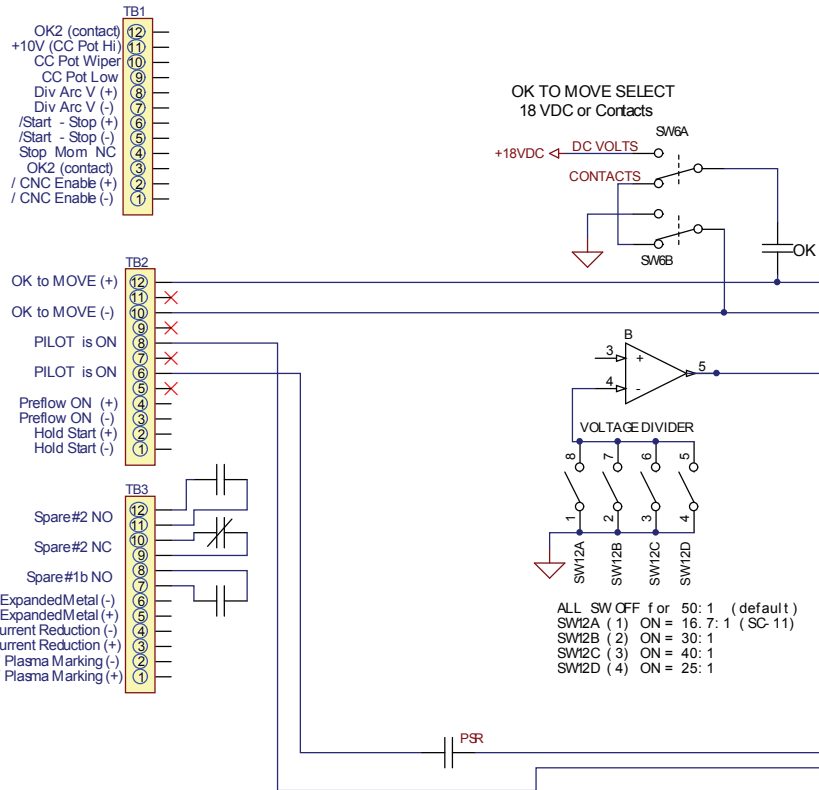 TB1
OK2 (contact) 12
+10V (CC Pot Hi) 11
CC Pot Wiper 10
CC Pot Low 9
Div Arc V (+) 8
Div Arc V (-) 7
/Start - Stop (+) 6
/Start - Stop (-) 5
Stop Mom NC 4
OK2 (contact) 3
/ CNC Enable (+) 2
/ CNC Enable (-) 1
OK TO MOVE SELECT
18 VDC or Contacts
SW6A
+18VDC DC VOLTS
CONTACTS
SW6B
OK
TB2
OK to MOVE (+) 12
11
OK to MOVE (-) 10
9
PILOT is ON 8
7
PILOT is ON 6
5
Preflow ON (+) 4
Preflow ON (-) 3
Hold Start (+) 2
Hold Start (-) 1
B
3 +
4 -
5
VOLTAGE DIVIDER
8 7 6 5
1 2 3 4
SW12A SW12B SW12C SW12D
ALL SW OFF for 50:1 (default)
SW12A (1) ON = 16.7:1 (SC-11)
SW12B (2) ON = 30:1
SW12C (3) ON = 40:1
SW12D (4) ON = 25:1
TB3
12
Spare#2 NO
11
10
Spare#2 NC
9
8
Spare#1b NO
7
ExpandedMetal (-) 6
ExpandedMetal (+) 5
urrent Reduction (-) 4
urrent Reduction (+) 3
Plasma Marking (-) 2
Plasma Marking (+) 1
PSR